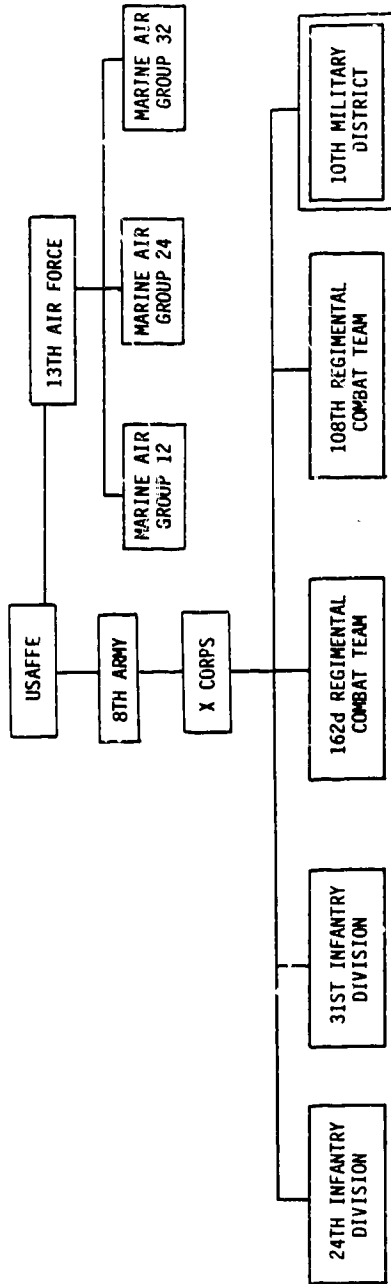 USAFFE
13TH AIR FORCE
8TH ARMY
MARINE AIR
GROUP 12
MARINE AIR
GROUP 24
MARINE AIR
GROUP 32
X CORPS
24TH INFANTRY
DIVISION
31ST INFANTRY
DIVISION
162d REGIMENTAL
COMBAT TEAM
108TH REGIMENTAL
COMBAT TEAM
10TH MILITARY
DISTRICT